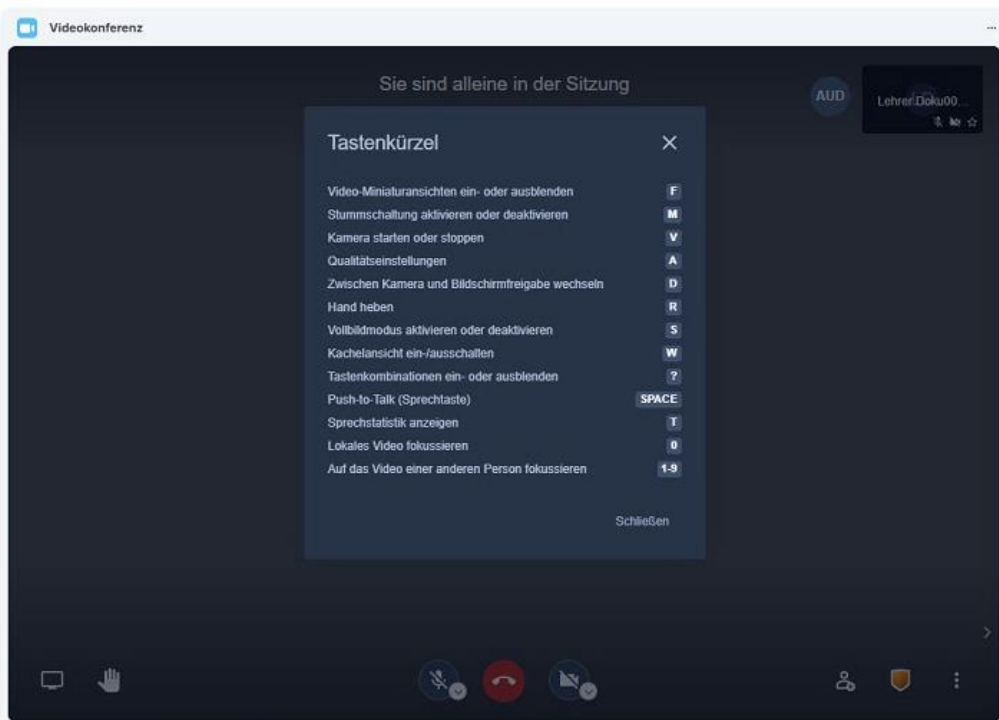 Videokonferenz
Sie sind alleine in der Sitzung
AUD
Lehrer.Doku00...
Tastenkürzel
Video-Miniaturansichten ein- oder ausblenden F
Stummschaltung aktivieren oder deaktivieren M
Kamera starten oder stoppen V
Qualitätseinstellungen A
Zwischen Kamera und Bildschirmfreigabe wechseln D
Hand heben R
Vollbildmodus aktivieren oder deaktivieren S
Kachelansicht ein-/ausschalten W
Tastenkombinationen ein- oder ausblenden ?
Push-to-Talk (Sprechtaste) SPACE
Sprechstatistik anzeigen T
Lokales Video fokussieren 0
Auf das Video einer anderen Person fokussieren 1-9
Schließen